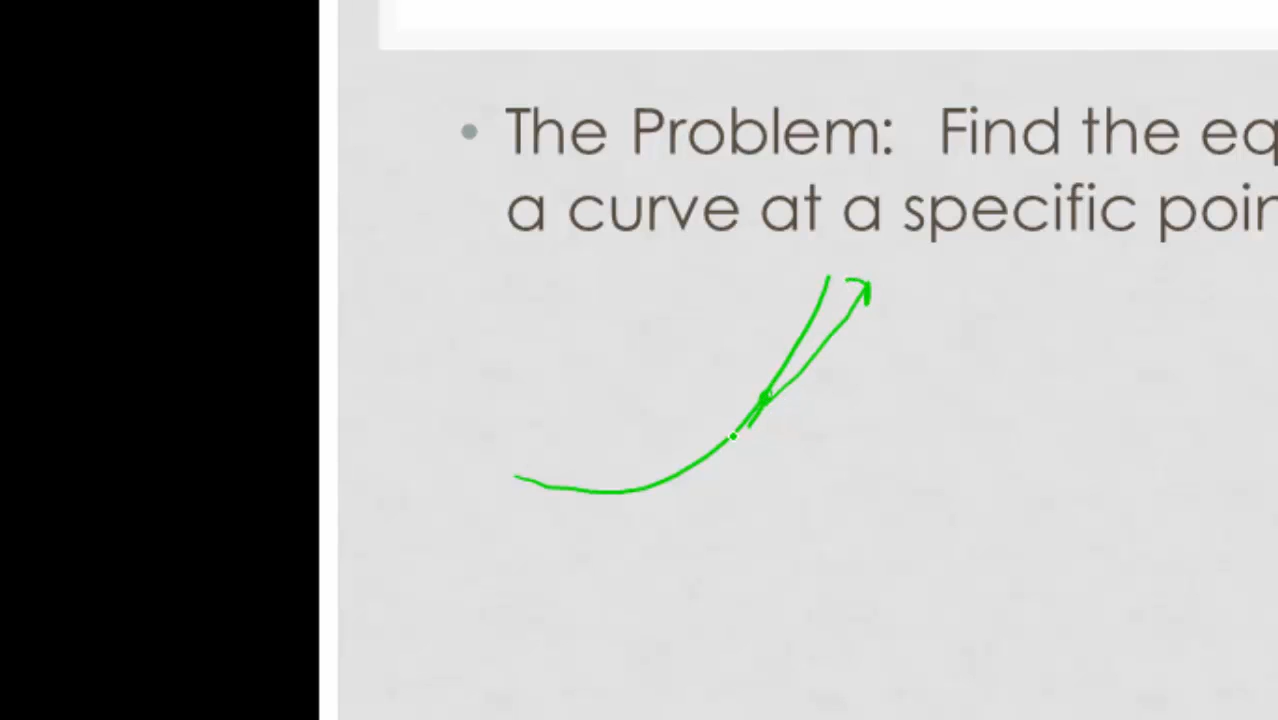 • The Problem: Find the eq
a curve at a specific poin